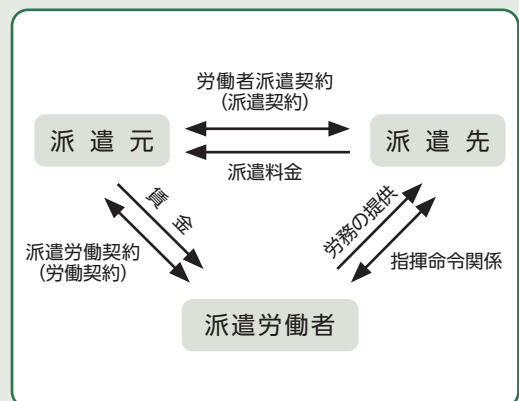 労働者派遣契約
(派遣契約)
派遣元
派遣先
派遣料金
賃金
労務の提供
派遣労働契約
(労働契約)
指揮命令関係
派遣労働者